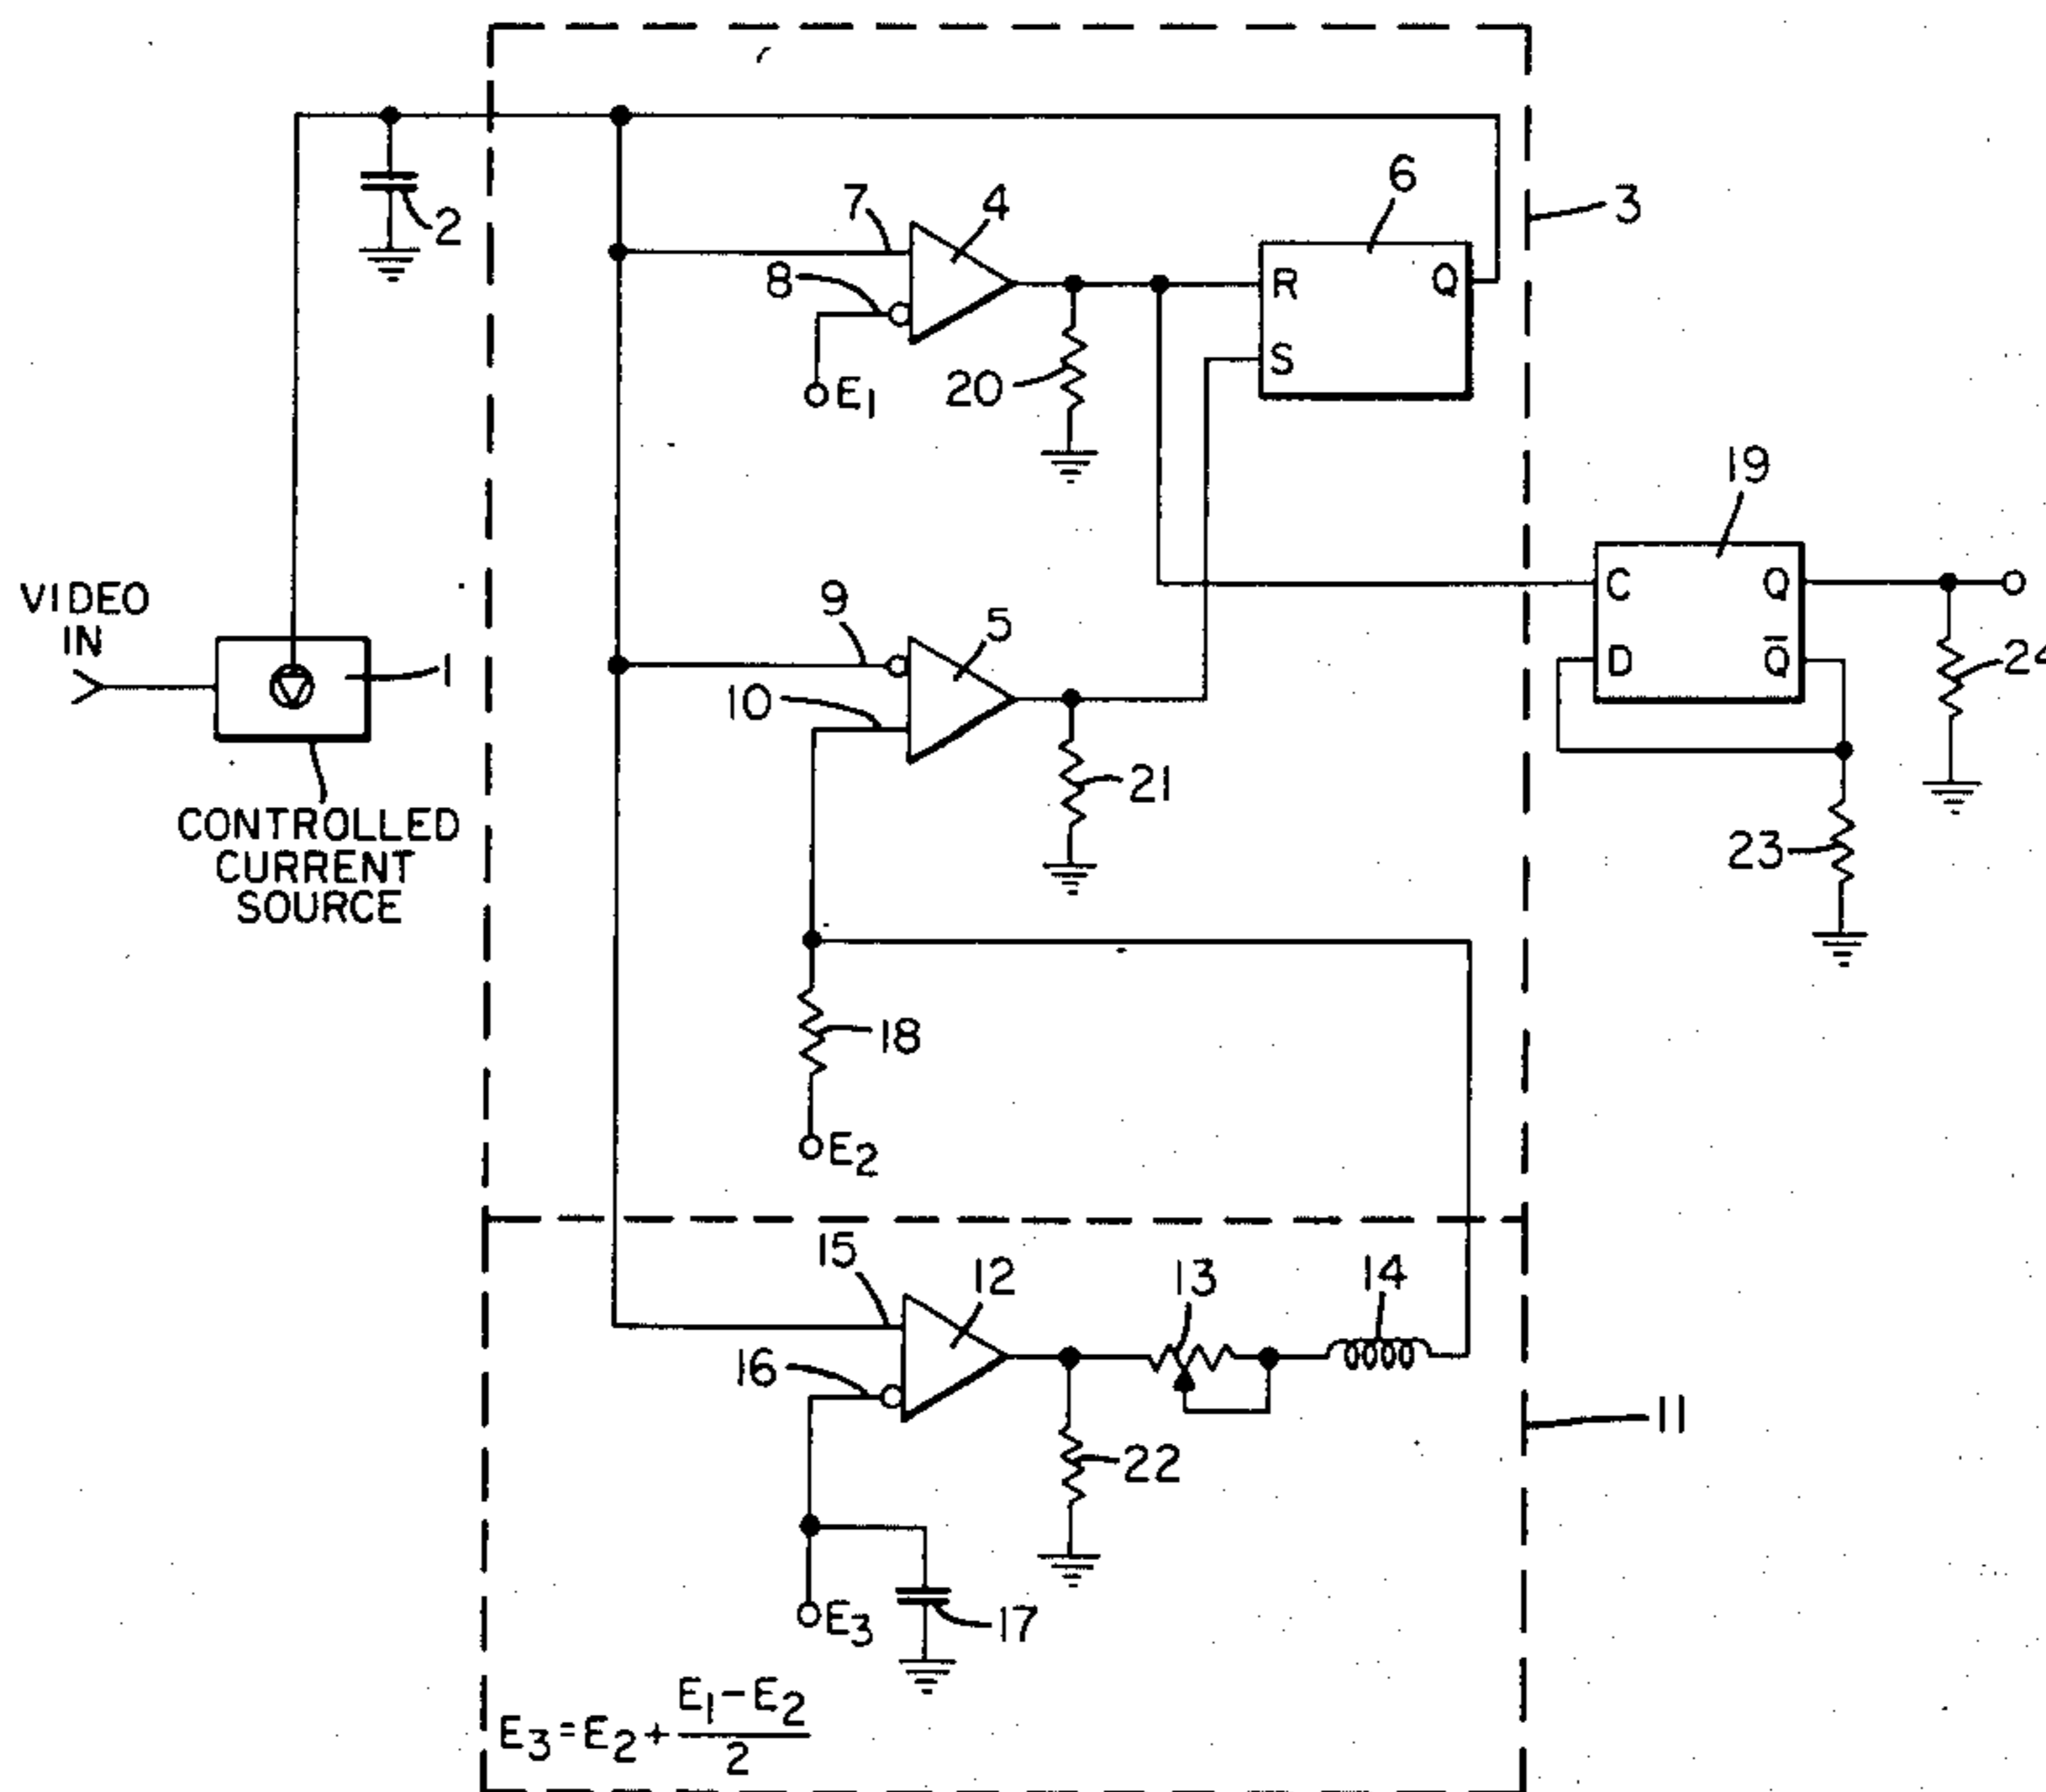 6
3
7
4
2
8
R
Q
S
E1
20
19
VIDEO
IN
9
5
C
Q
1
D
Q̅
24
10
21
CONTROLLED
CURRENT
SOURCE
23
18
E2
15
12
13
14
16
11
22
E3
17
E3 = E2 + E1 - E2 / 2